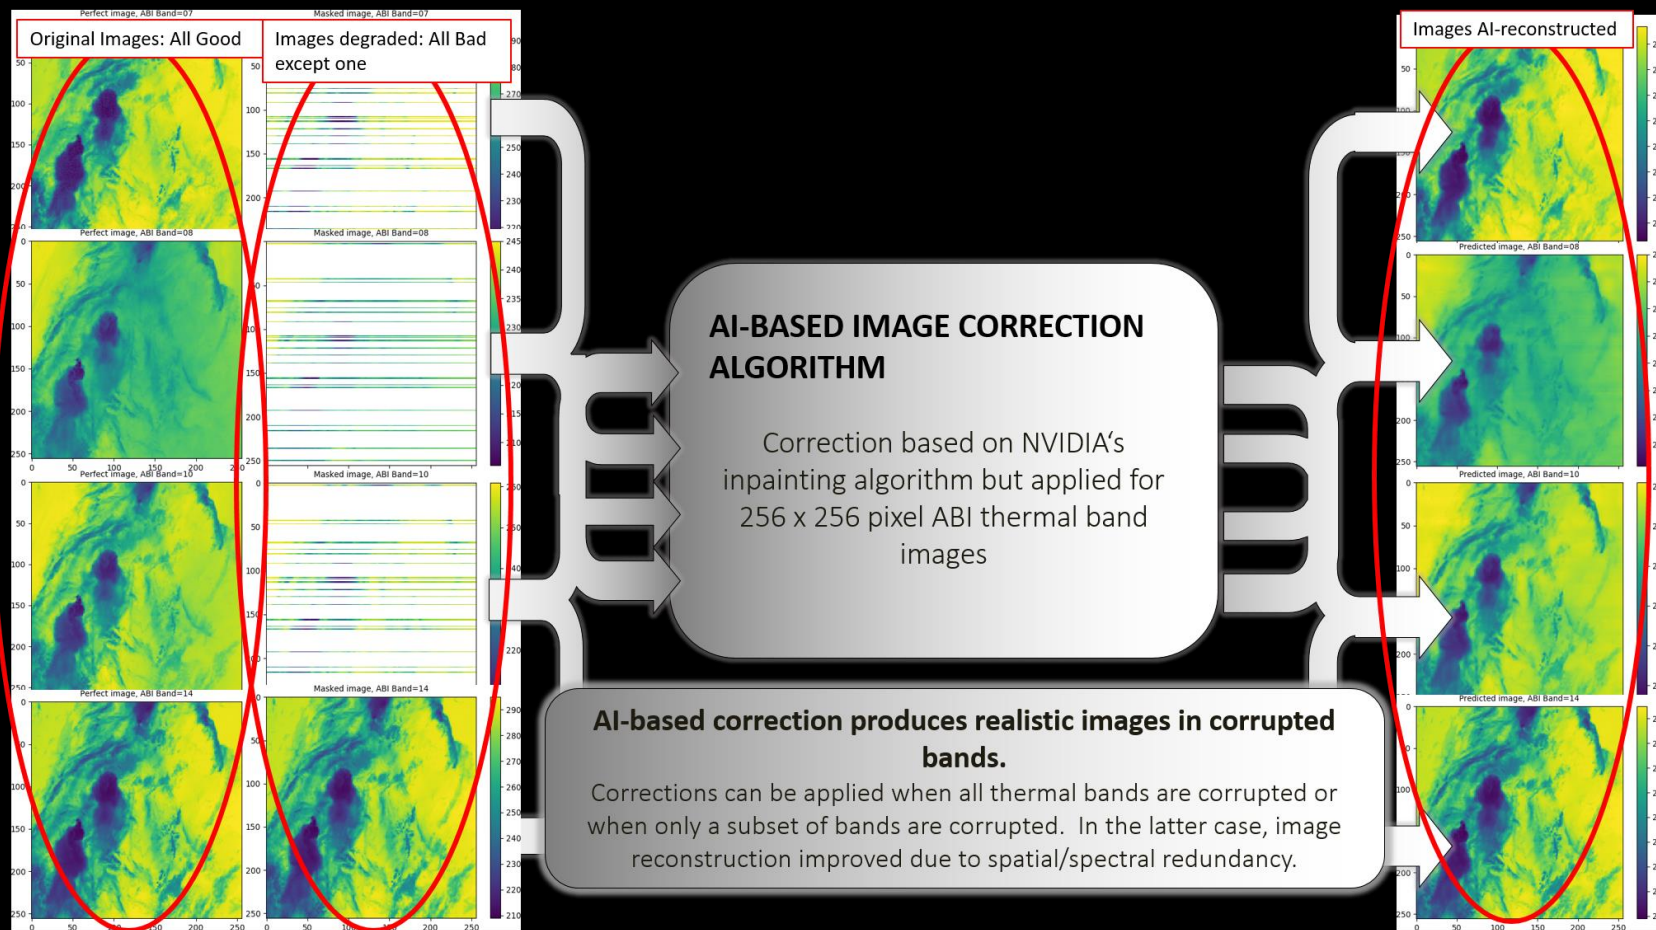 Perfect image, ABI Band=07
Masked image, ABI Band=07
Original Images: All Good
Images degraded: All Bad
except one
Images AI-reconstructed
Perfect image, ABI Band=08
Masked image, ABI Band=08
Predicted image, ABI Band=08
Perfect image, ABI Band=10
Masked image, ABI Band=10
Predicted image, ABI Band=10
Perfect image, ABI Band=14
Masked image, ABI Band=14
Predicted image, ABI Band=14
AI-BASED IMAGE CORRECTION
ALGORITHM
Correction based on NVIDIA‘s
inpainting algorithm but applied for
256 x 256 pixel ABI thermal band
images
AI-based correction produces realistic images in corrupted
bands.
Corrections can be applied when all thermal bands are corrupted or
when only a subset of bands are corrupted.  In the latter case, image
reconstruction improved due to spatial/spectral redundancy.